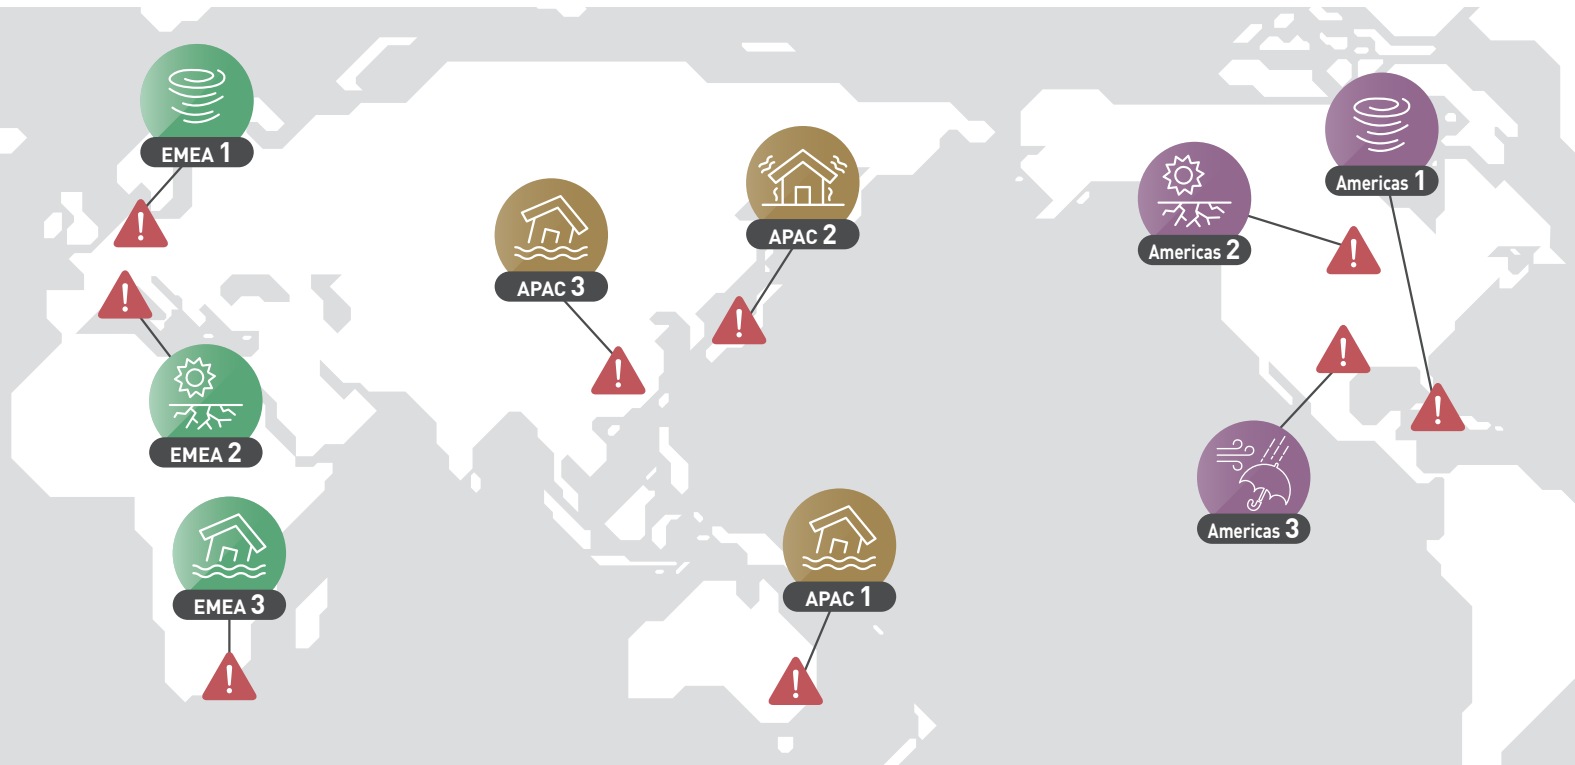 EMEA 1
Americas 1
APAC 2
Americas 2
APAC 3
EMEA 2
Americas 3
APAC 1
EMEA 3